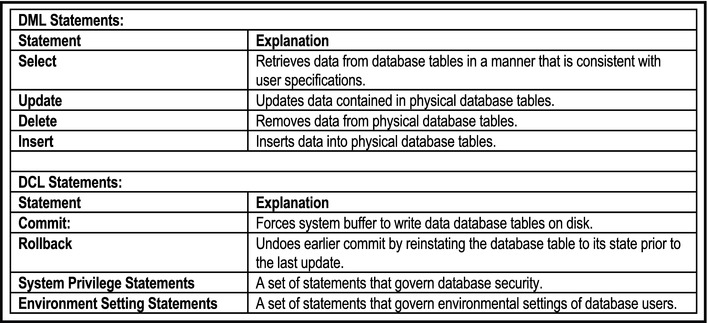 DML Statements:
Statement Explanation
Select Retrieves data from database tables in a manner that is consistent with
user specifications.
Update Updates data contained in physical database tables.
Delete Removes data from physical database tables.
Insert Inserts data into physical database tables.
DCL Statements:
Statement Explanation
Commit: Forces system buffer to write data database tables on disk.
Rollback Undoes earlier commit by reinstating the database table to its state prior to
the last update.
System Privilege Statements A set of statements that govern database security.
Environment Setting Statements A set of statements that govern environmental settings of database users.